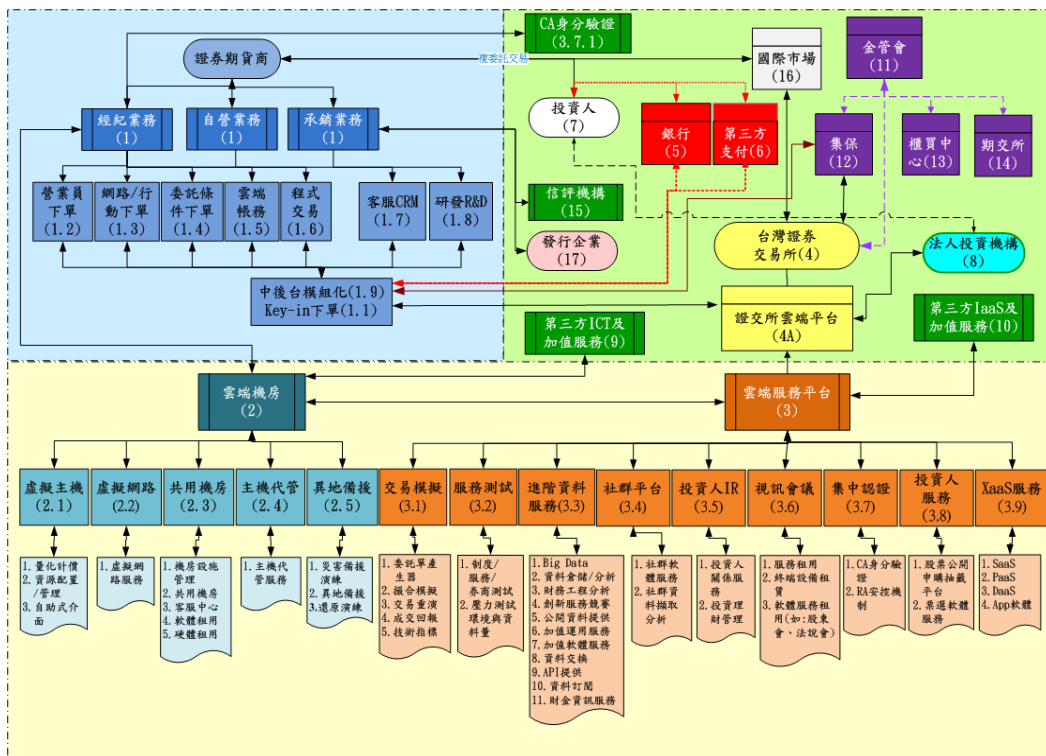 CA身分驗證
(3.7.1)
證券期貨商
複委託交易
國際市場
(16)
金管會
(11)
投資人
(7)
經紀業務
(1)
自營業務
(1)
承銷業務
(1)
銀行
(5)
第三方
支付(6)
集保
(12)
櫃買中
心(13)
期交所
(14)
營業員
下單
(1.2)
網路/行
動下單
(1.3)
委託條
件下單
(1.4)
雲端
帳務
(1.5)
程式
交易
(1.6)
客服CRM
(1.7)
研發R&D
(1.8)
信評機構
(15)
發行企業
(17)
台灣證券
交易所(4)
法人投資機構
(8)
中後台模組化(1.9)
Key-in下單(1.1)
證交所雲端平台
(4A)
第三方ICT及
加值服務(9)
第三方IaaS及
加值服務(10)
雲端機房
(2)
雲端服務平台
(3)
虛擬主機
(2.1)
虛擬網路
(2.2)
共用機房
(2.3)
主機代管
(2.4)
異地備援
(2.5)
交易模擬
(3.1)
服務測試
(3.2)
進階資料
服務(3.3)
社群平台
(3.4)
投資人IR
(3.5)
視訊會議
(3.6)
集中認證
(3.7)
投資人
服務
(3.8)
XaaS服務
(3.9)
1.量化計價
2.資源配置
/管理
3.自助式介
面
1.虛擬網
路服務
1.機房設施
管理
2.共用機房
3.客服中心
4.軟體租用
5.硬體租用
1.主機代
管服務
1.災害備援
演練
2.異地備援
3.還原演練
1.委託單產
生器
2.撮合模擬
3.交易重演
4.成交回報
5.技術指標
1.制度/
服務/
券商測試
2.壓力測試
環境與資
料量
1.Big Data
2.資料倉儲/分析
3.財務工程分析
4.創新服務競賽
5.公開資料提供
6.加值運用服務
7.加值軟體服務
8.資料交換
9.API提供
10.資料訂閱
11.財金資訊服務
1.社群軟
體服務
2.社群資
料擷取
分析
1.投資人
關係服
務
2.投資理
財管理
1.服務租用
2.終端設備租
賃
3.軟體服務租
用(如:股東
會、法說會)
1.CA身分驗
證
2.RA安控機
制
1.股票公開
申購抽籤
平台
2.票選軟體
服務
1.SaaS
2.PaaS
3.DaaS
4.App軟體